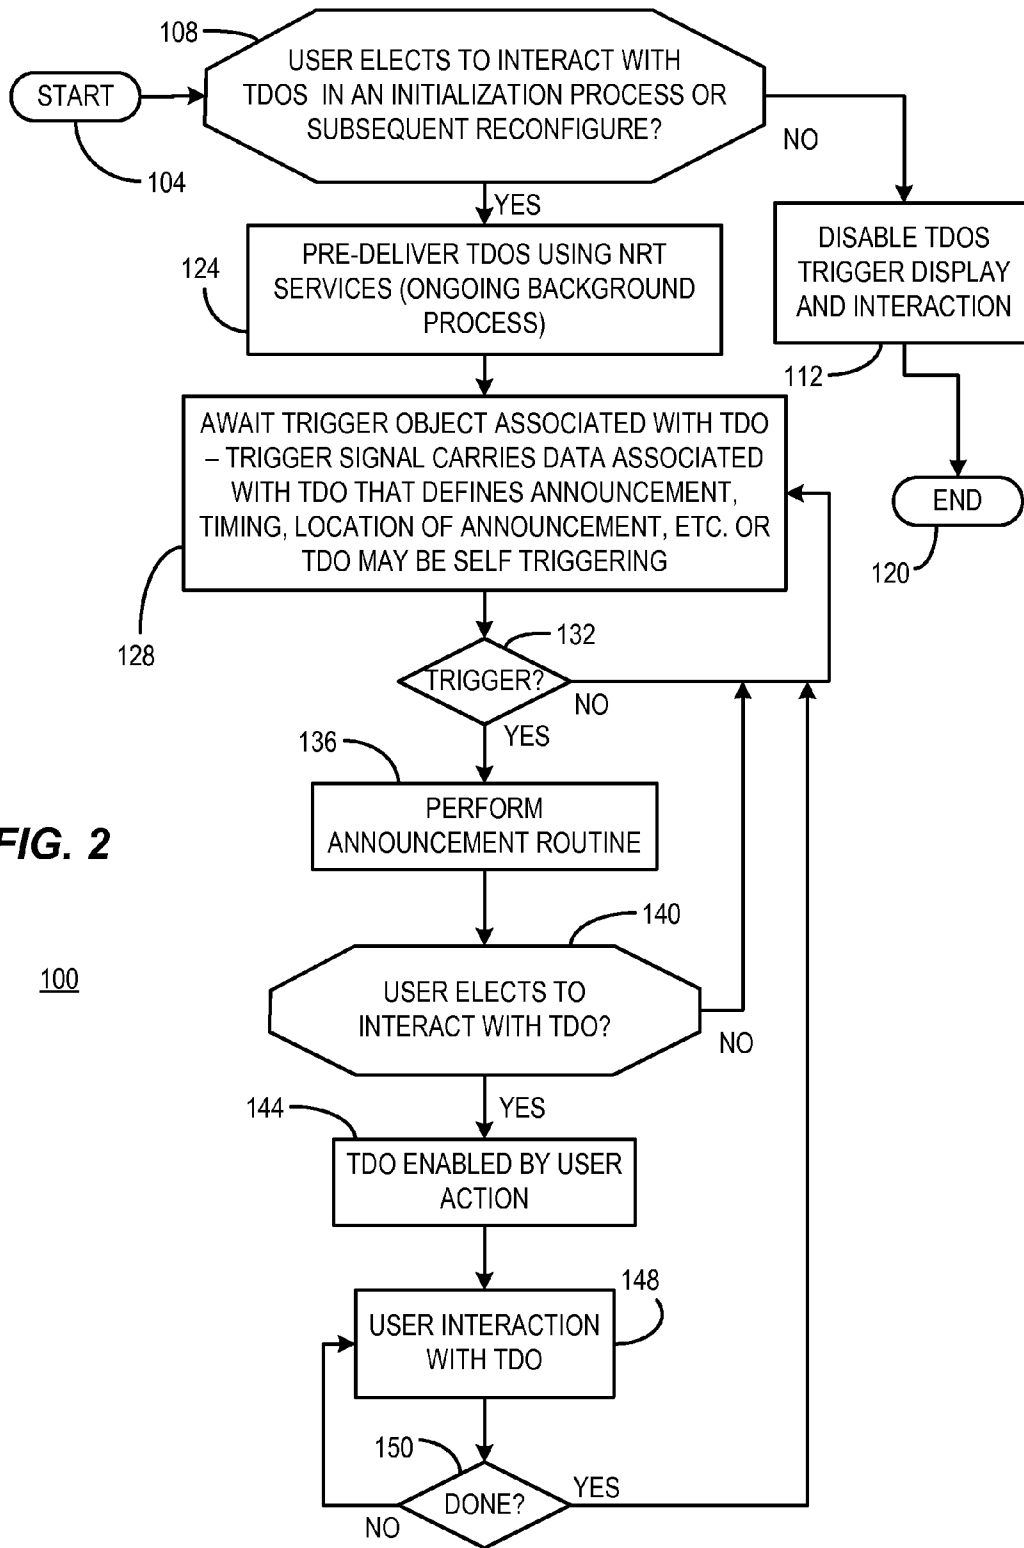 108
USER ELECTS TO INTERACT WITH
TDOS IN AN INITIALIZATION PROCESS OR
SUBSEQUENT RECONFIGURE?
START
104
NO
YES
DISABLE TDOS
TRIGGER DISPLAY
AND INTERACTION
112
124
PRE-DELIVER TDOS USING NRT
SERVICES (ONGOING BACKGROUND
PROCESS)
END
120
AWAIT TRIGGER OBJECT ASSOCIATED WITH TDO
– TRIGGER SIGNAL CARRIES DATA ASSOCIATED
WITH TDO THAT DEFINES ANNOUNCEMENT,
TIMING, LOCATION OF ANNOUNCEMENT, ETC. OR
TDO MAY BE SELF TRIGGERING
128
132
TRIGGER?
NO
YES
136
PERFORM
ANNOUNCEMENT ROUTINE
FIG. 2
100
140
USER ELECTS TO
INTERACT WITH TDO?
NO
YES
144
TDO ENABLED BY USER
ACTION
148
USER INTERACTION
WITH TDO
150
DONE?
YES
NO